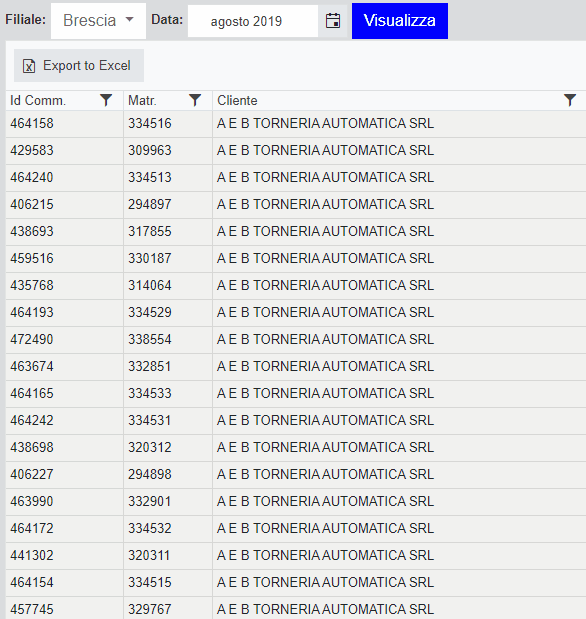 Filiale: Brescia Data: agosto 2019 Visualizza
Export to Excel
Id Comm. Matr. Cliente
464158 334516 A E B TORNERIA AUTOMATICA SRL
429583 309963 A E B TORNERIA AUTOMATICA SRL
464240 334513 A E B TORNERIA AUTOMATICA SRL
406215 294897 A E B TORNERIA AUTOMATICA SRL
438693 317855 A E B TORNERIA AUTOMATICA SRL
459516 330187 A E B TORNERIA AUTOMATICA SRL
435768 314064 A E B TORNERIA AUTOMATICA SRL
464193 334529 A E B TORNERIA AUTOMATICA SRL
472490 338554 A E B TORNERIA AUTOMATICA SRL
463674 332851 A E B TORNERIA AUTOMATICA SRL
464165 334533 A E B TORNERIA AUTOMATICA SRL
464242 334531 A E B TORNERIA AUTOMATICA SRL
438698 320312 A E B TORNERIA AUTOMATICA SRL
406227 294898 A E B TORNERIA AUTOMATICA SRL
463990 332901 A E B TORNERIA AUTOMATICA SRL
464172 334532 A E B TORNERIA AUTOMATICA SRL
441302 320311 A E B TORNERIA AUTOMATICA SRL
464154 334515 A E B TORNERIA AUTOMATICA SRL
457745 329767 A E B TORNERIA AUTOMATICA SRL